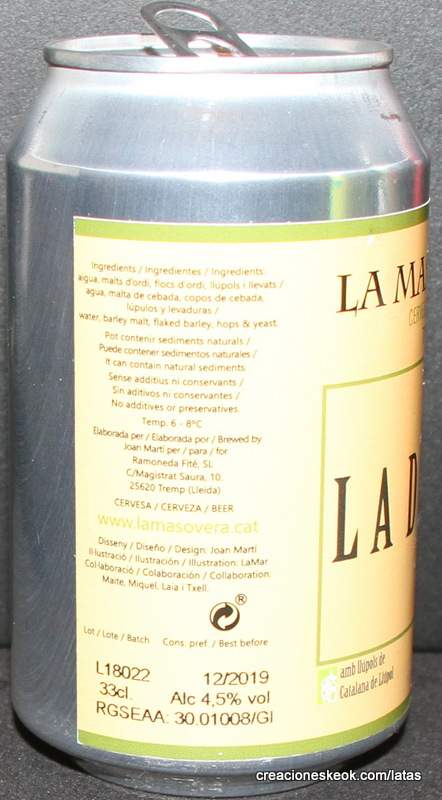 Ingredients / Ingredientes / Ingredients:
aigua, malts d'ordi, flocs d'ordi, llúpols i llevats /
agua, malta de cebada, copos de cebada,
lúpulos y levaduras /
water, barley malt, flaked barley, hops & yeast.
Pot contenir sediments naturals /
Puede contener sedimentos naturales /
It can contain natural sediments.
Sense additius ni conservants /
Sin aditivos ni conservantes /
No additives or preservatives.
Temp. 6 - 8ºC
Elaborada per / Elaborada por / Brewed by
Joan Martí per / para / for
Ramoneda Fité, SL
C/Magistrat Saura, 10.
25620 Tremp (Lleida)
CERVESA / CERVEZA / BEER
www.lamasovera.cat
Disseny / Diseño / Design: Joan Martí
Il·lustració / Ilustración / Illustration: LaMar
Col·laboració / Colaboración / Collaboration:
Maite, Miquel, Laia i Txell.
®
Lot / Lote / Batch Cons. pref. / Best before
L18022 12/2019
33cl. Alc 4,5% vol
RGSEAA: 30.01008/GI
LA MA
CER
LA D
amb llúpols de
Catalana de Llúpol
creacioneskeok.com/latas